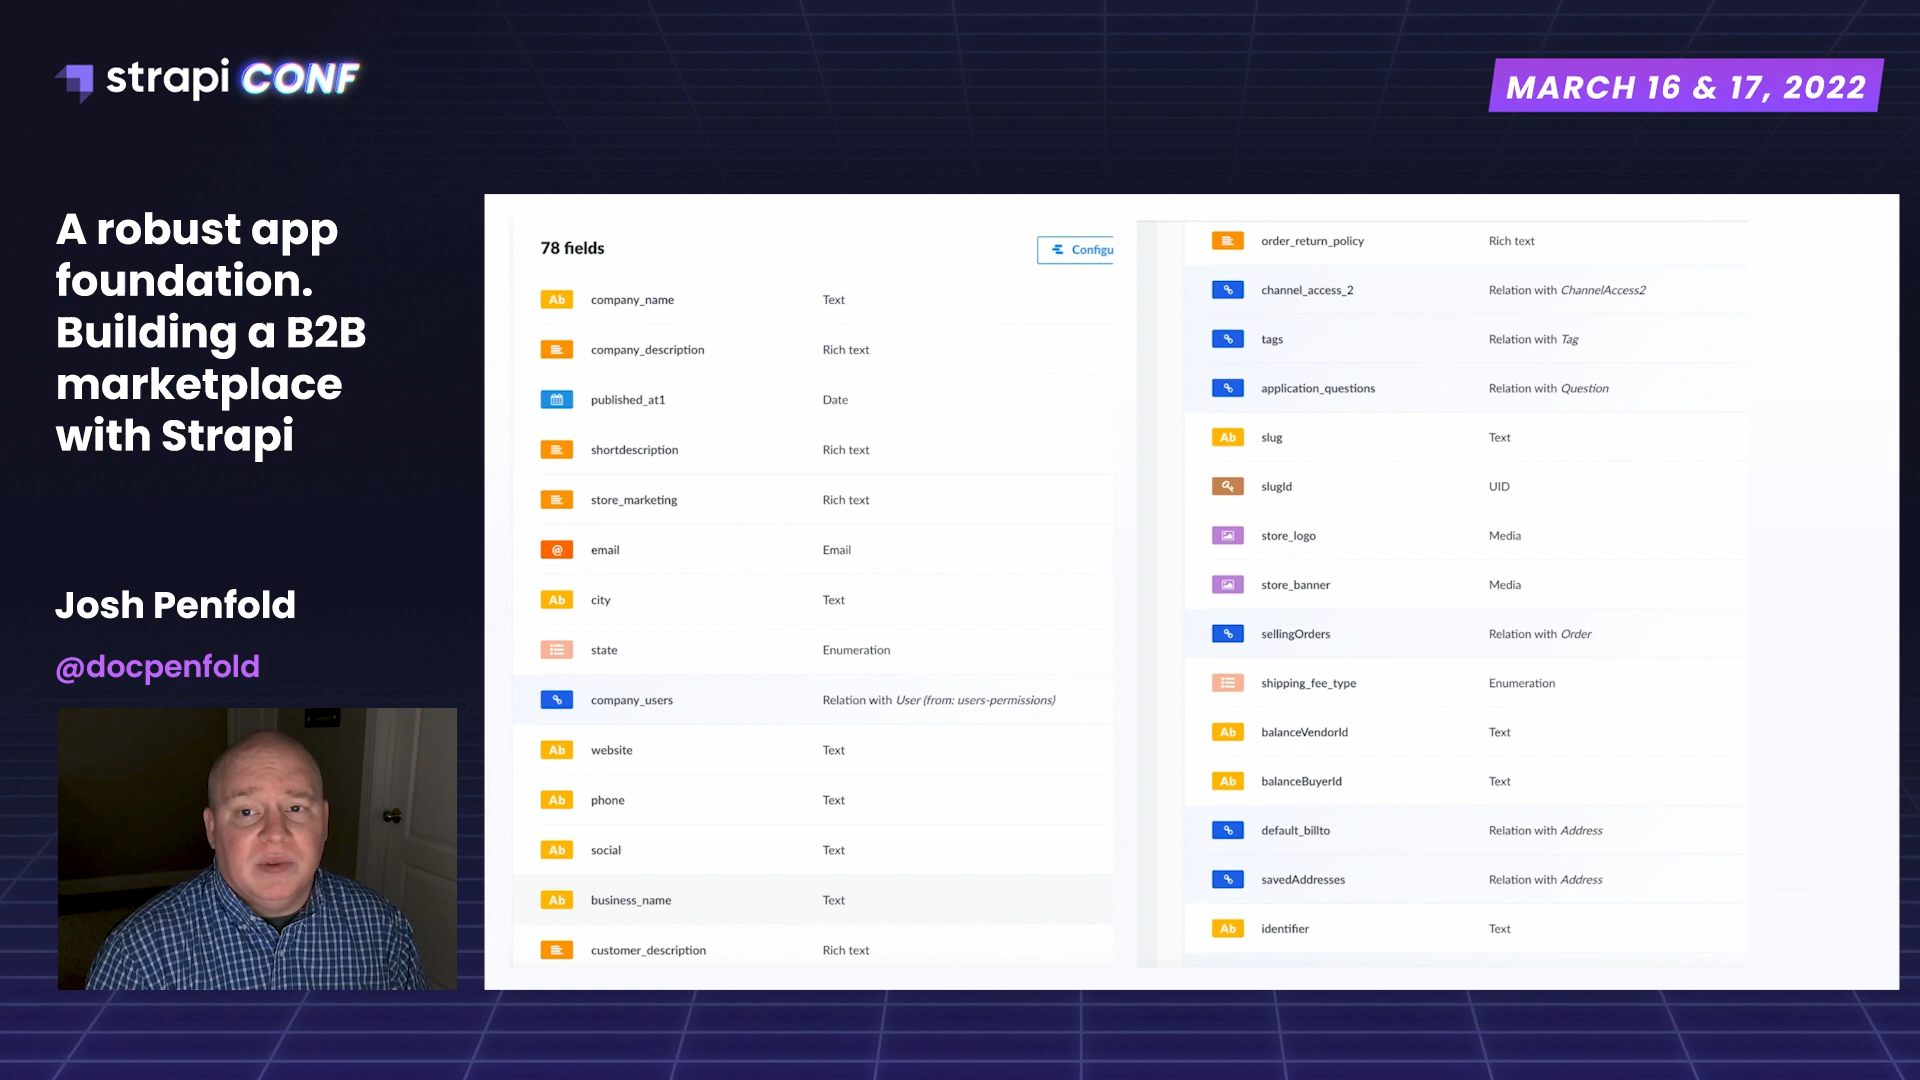 strapi CONF
MARCH 16 & 17, 2022
A robust app
foundation.
Building a B2B
marketplace
with Strapi
Josh Penfold
@docpenfold
78 fields
Configu
Ab company_name Text
company_description Rich text
published_at1 Date
shortdescription Rich text
store_marketing Rich text
@ email Email
Ab city Text
state Enumeration
company_users Relation with User (from: users-permissions)
Ab website Text
Ab phone Text
Ab social Text
Ab business_name Text
customer_description Rich text
order_return_policy Rich text
channel_access_2 Relation with ChannelAccess2
tags Relation with Tag
application_questions Relation with Question
Ab slug Text
slugId UID
store_logo Media
store_banner Media
sellingOrders Relation with Order
shipping_fee_type Enumeration
Ab balanceVendorId Text
Ab balanceBuyerId Text
default_billto Relation with Address
savedAddresses Relation with Address
Ab identifier Text